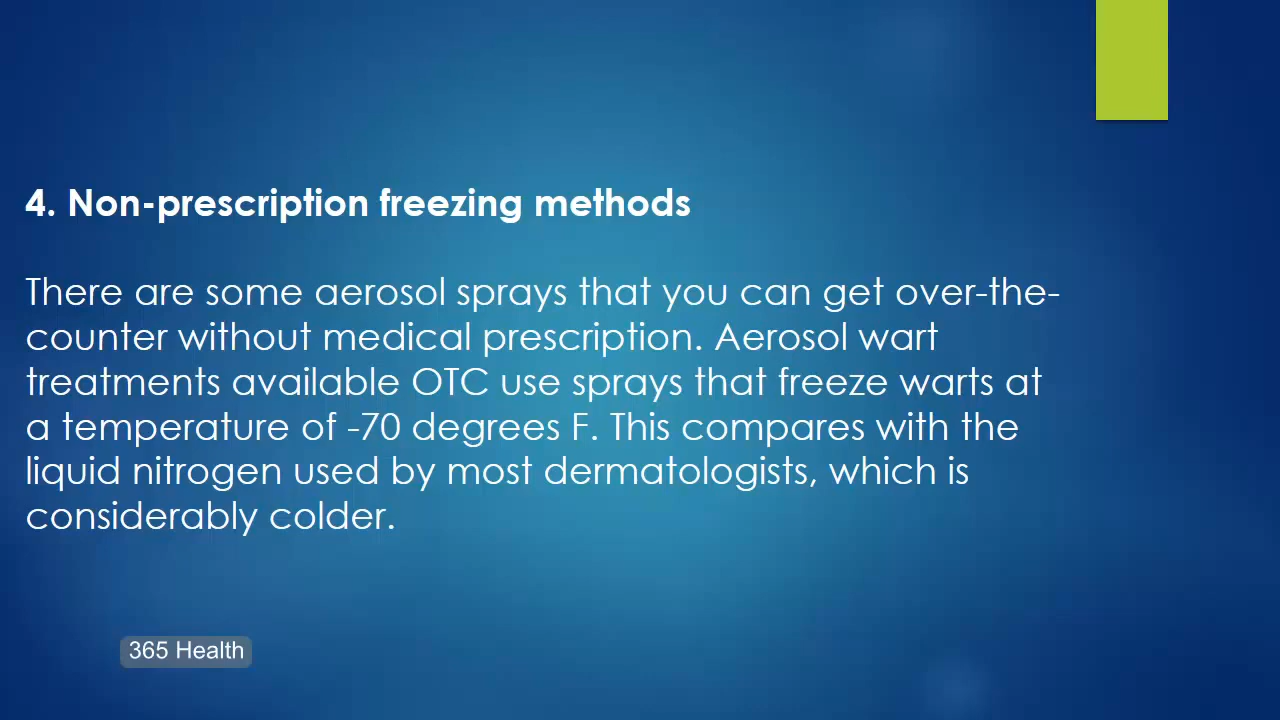 4. Non-prescription freezing methods
There are some aerosol sprays that you can get over-the-
counter without medical prescription. Aerosol wart
treatments available OTC use sprays that freeze warts at
a temperature of -70 degrees F. This compares with the
liquid nitrogen used by most dermatologists, which is
considerably colder.
365 Health